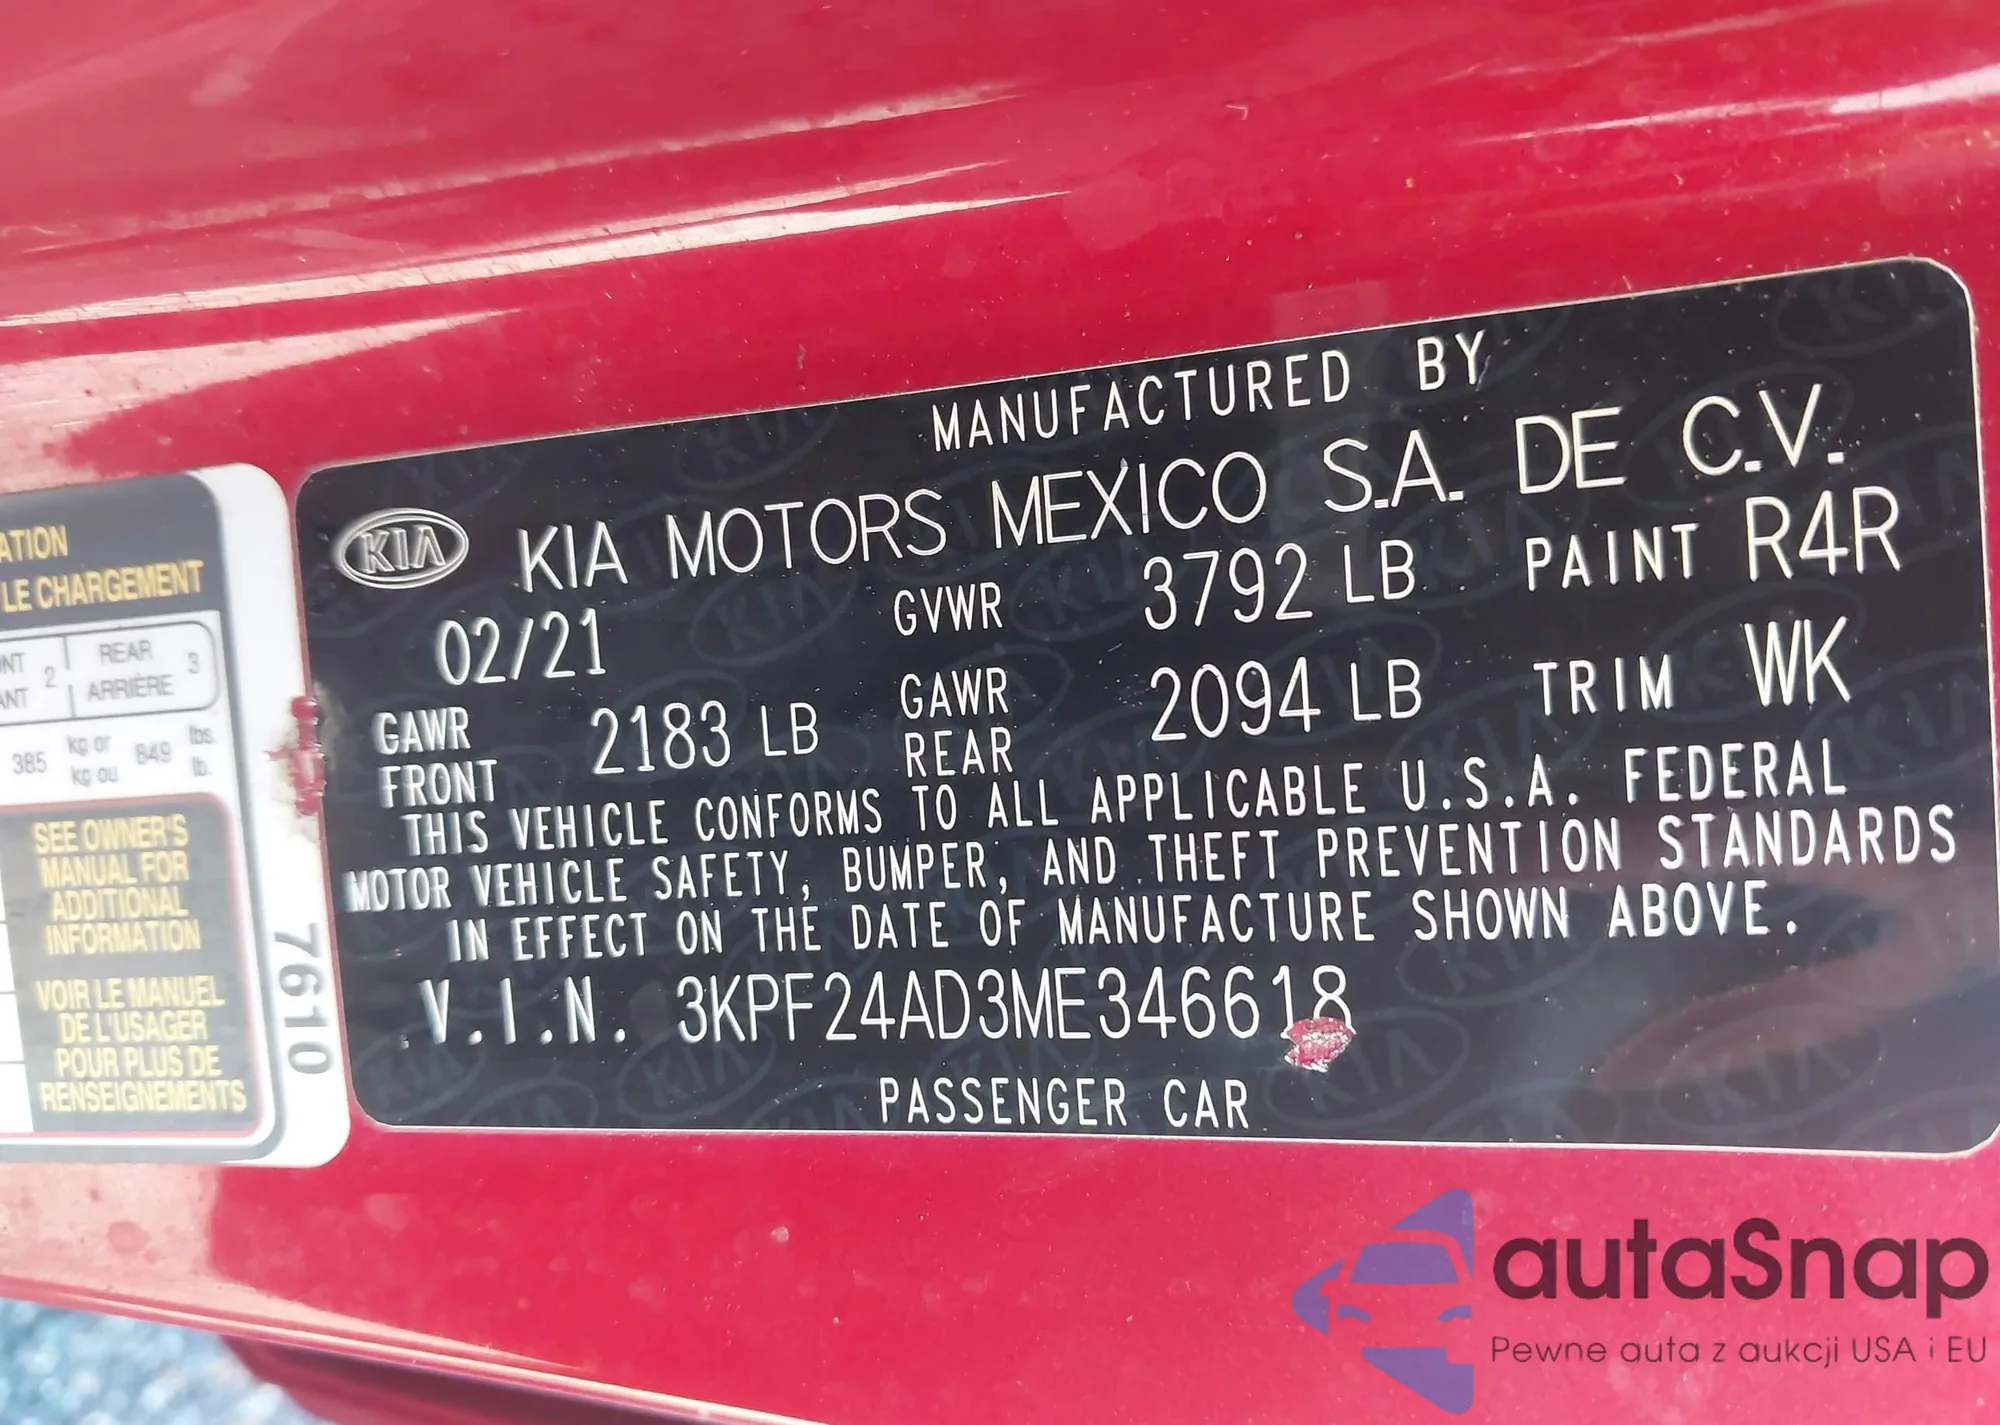 MANUFACTURED BY
KIA KIA MOTORS MEXICO S.A. DE C.V.
02/21 GVWR 3792 LB PAINT R4R
GAWR FRONT 2183 LB GAWR REAR 2094 LB TRIM WK
THIS VEHICLE CONFORMS TO ALL APPLICABLE U.S.A. FEDERAL
MOTOR VEHICLE SAFETY, BUMPER, AND THEFT PREVENTION STANDARDS
IN EFFECT ON THE DATE OF MANUFACTURE SHOWN ABOVE.
V.I.N. 3KPF24AD3ME346618
PASSENGER CAR
ATION
LE CHARGEMENT
NT 2 REAR 3
ANT ARRIÈRE
385 kg or 849 lbs.
kg ou lb.
SEE OWNER'S
MANUAL FOR
ADDITIONAL
INFORMATION
VOIR LE MANUEL
DE L'USAGER
POUR PLUS DE
RENSEIGNEMENTS
7610
autaSnap
Pewne auta z aukcji USA i EU